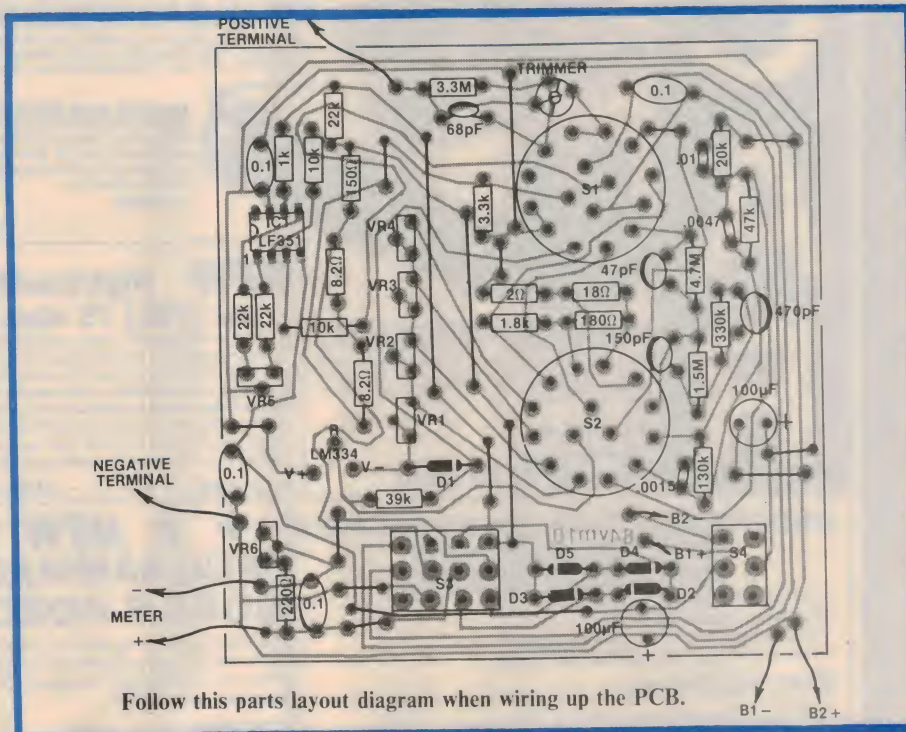 POSITIVE
TERMINAL
TRIMMER
3.3M
0.1
68pF
22k
1k
10k
0.1
150Ω
.01
20k
S1
3.3k
.0047
47k
VR4
IC1
LF351
1
8.2Ω
47pF
4.7M
VR3
2Ω
18Ω
22k
22k
10k
1.8k
180Ω
330k
470pF
VR2
150pF
8.2Ω
1.5M
VR5
100µF
+
VR1
S2
R
LM334
V+
V-
D1
130k
NEGATIVE
TERMINAL
0.1
39k
.0015
B2-
84vm10
VR6
B1+
S4
D5
D4
S3
-
220Ω
0.1
D3
D2
METER
+
100µF
+
-
B1-
B2+
Follow this parts layout diagram when wiring up the PCB.